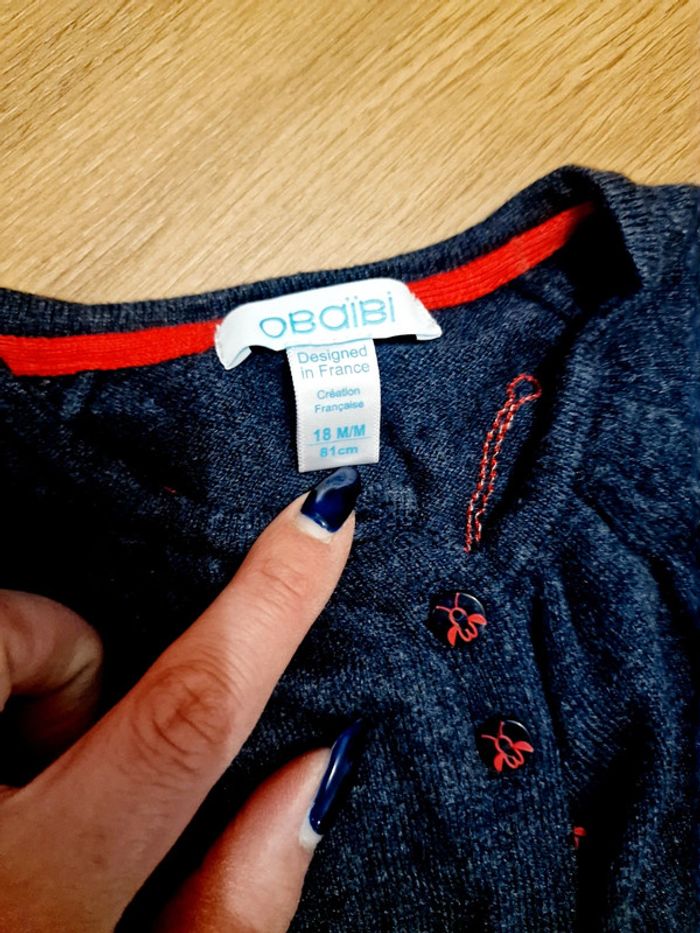 OBaïBi
Designed
in France
Création
Française
18 M/M
81cm